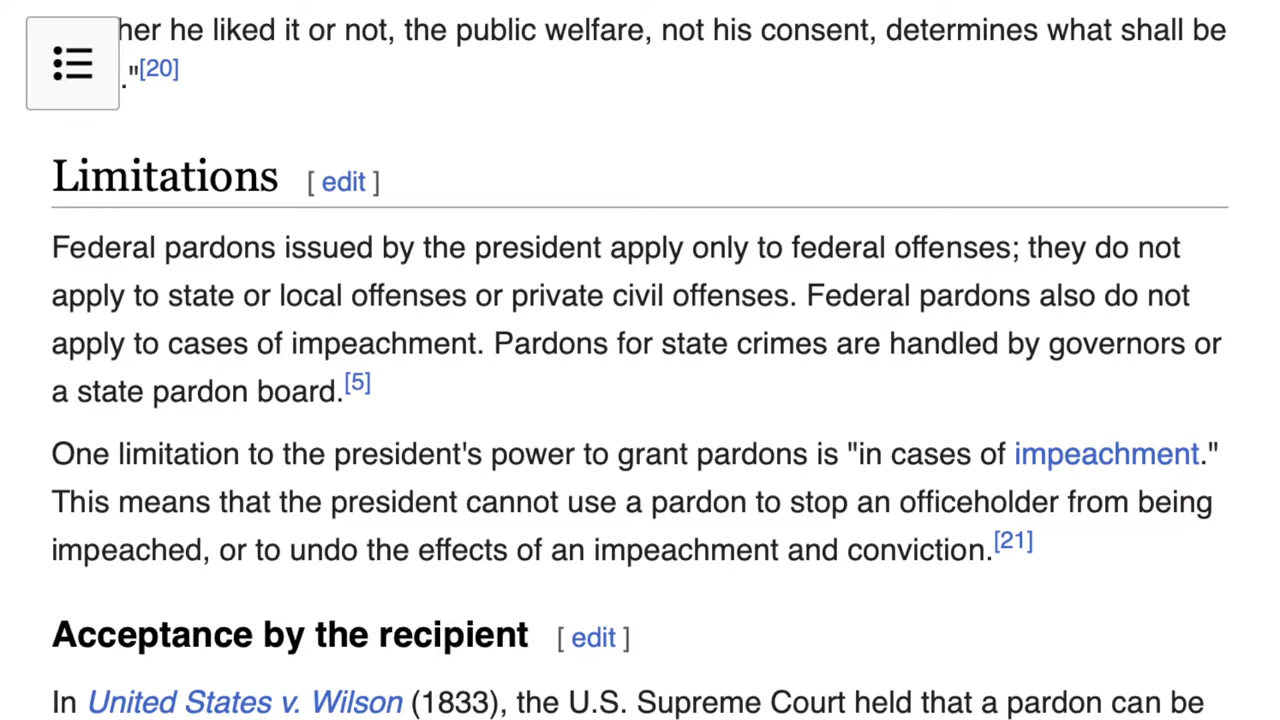 her he liked it or not, the public welfare, not his consent, determines what shall be
."[20]
Limitations [ edit ]
Federal pardons issued by the president apply only to federal offenses; they do not
apply to state or local offenses or private civil offenses. Federal pardons also do not
apply to cases of impeachment. Pardons for state crimes are handled by governors or
a state pardon board.[5]
One limitation to the president's power to grant pardons is "in cases of impeachment."
This means that the president cannot use a pardon to stop an officeholder from being
impeached, or to undo the effects of an impeachment and conviction.[21]
Acceptance by the recipient [ edit ]
In United States v. Wilson (1833), the U.S. Supreme Court held that a pardon can be